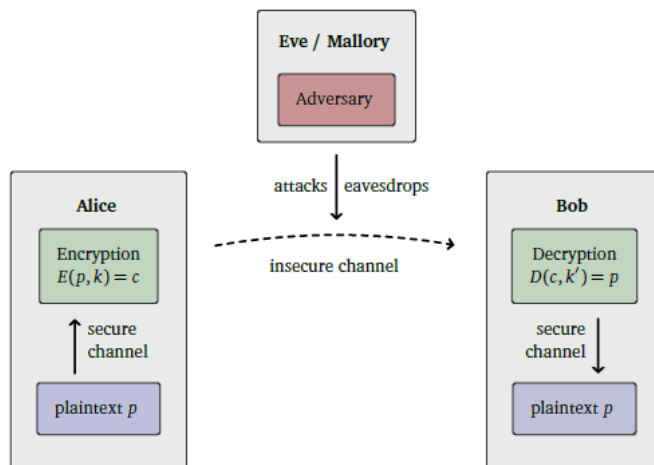 Eve / Mallory
Adversary
attacks
eavesdrops
Alice
Encryption
E(p, k) = c
secure
channel
plaintext p
insecure channel
Bob
Decryption
D(c, k′) = p
secure
channel
plaintext p